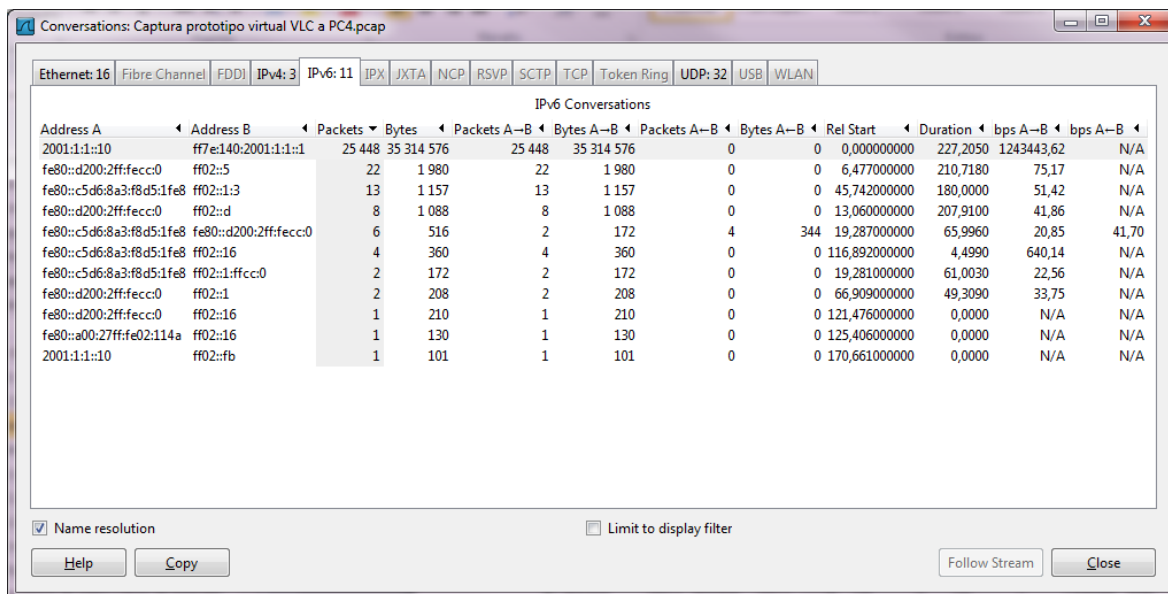 Conversations: Captura prototipo virtual VLC a PC4.pcap
Ethernet: 16 Fibre Channel FDDI IPv4: 3 IPv6: 11 IPX JXTA NCP RSVP SCTP TCP Token Ring UDP: 32 USB WLAN
IPv6 Conversations
Address A Address B Packets Bytes Packets A→B Bytes A→B Packets A←B Bytes A←B Rel Start Duration bps A→B bps A←B
2001:1:1::10 ff7e:140:2001:1:1::1 25 448 35 314 576 25 448 35 314 576 0 0 0,000000000 227,2050 1243443,62 N/A
fe80::d200:2ff:fecc:0 ff02::5 22 1 980 22 1 980 0 0 6,477000000 210,7180 75,17 N/A
fe80::c5d6:8a3:f8d5:1fe8 ff02::1:3 13 1 157 13 1 157 0 0 45,742000000 180,0000 51,42 N/A
fe80::d200:2ff:fecc:0 ff02::d 8 1 088 8 1 088 0 0 13,060000000 207,9100 41,86 N/A
fe80::c5d6:8a3:f8d5:1fe8 fe80::d200:2ff:fecc:0 6 516 2 172 4 344 19,287000000 65,9960 20,85 41,70
fe80::c5d6:8a3:f8d5:1fe8 ff02::16 4 360 4 360 0 0 116,892000000 4,4990 640,14 N/A
fe80::c5d6:8a3:f8d5:1fe8 ff02::1:ffcc:0 2 172 2 172 0 0 19,281000000 61,0030 22,56 N/A
fe80::d200:2ff:fecc:0 ff02::1 2 208 2 208 0 0 66,909000000 49,3090 33,75 N/A
fe80::d200:2ff:fecc:0 ff02::16 1 210 1 210 0 0 121,476000000 0,0000 N/A N/A
fe80::a00:27ff:fe02:114a ff02::16 1 130 1 130 0 0 125,406000000 0,0000 N/A N/A
2001:1:1::10 ff02::fb 1 101 1 101 0 0 170,661000000 0,0000 N/A N/A
Name resolution Limit to display filter
Help Copy Follow Stream Close